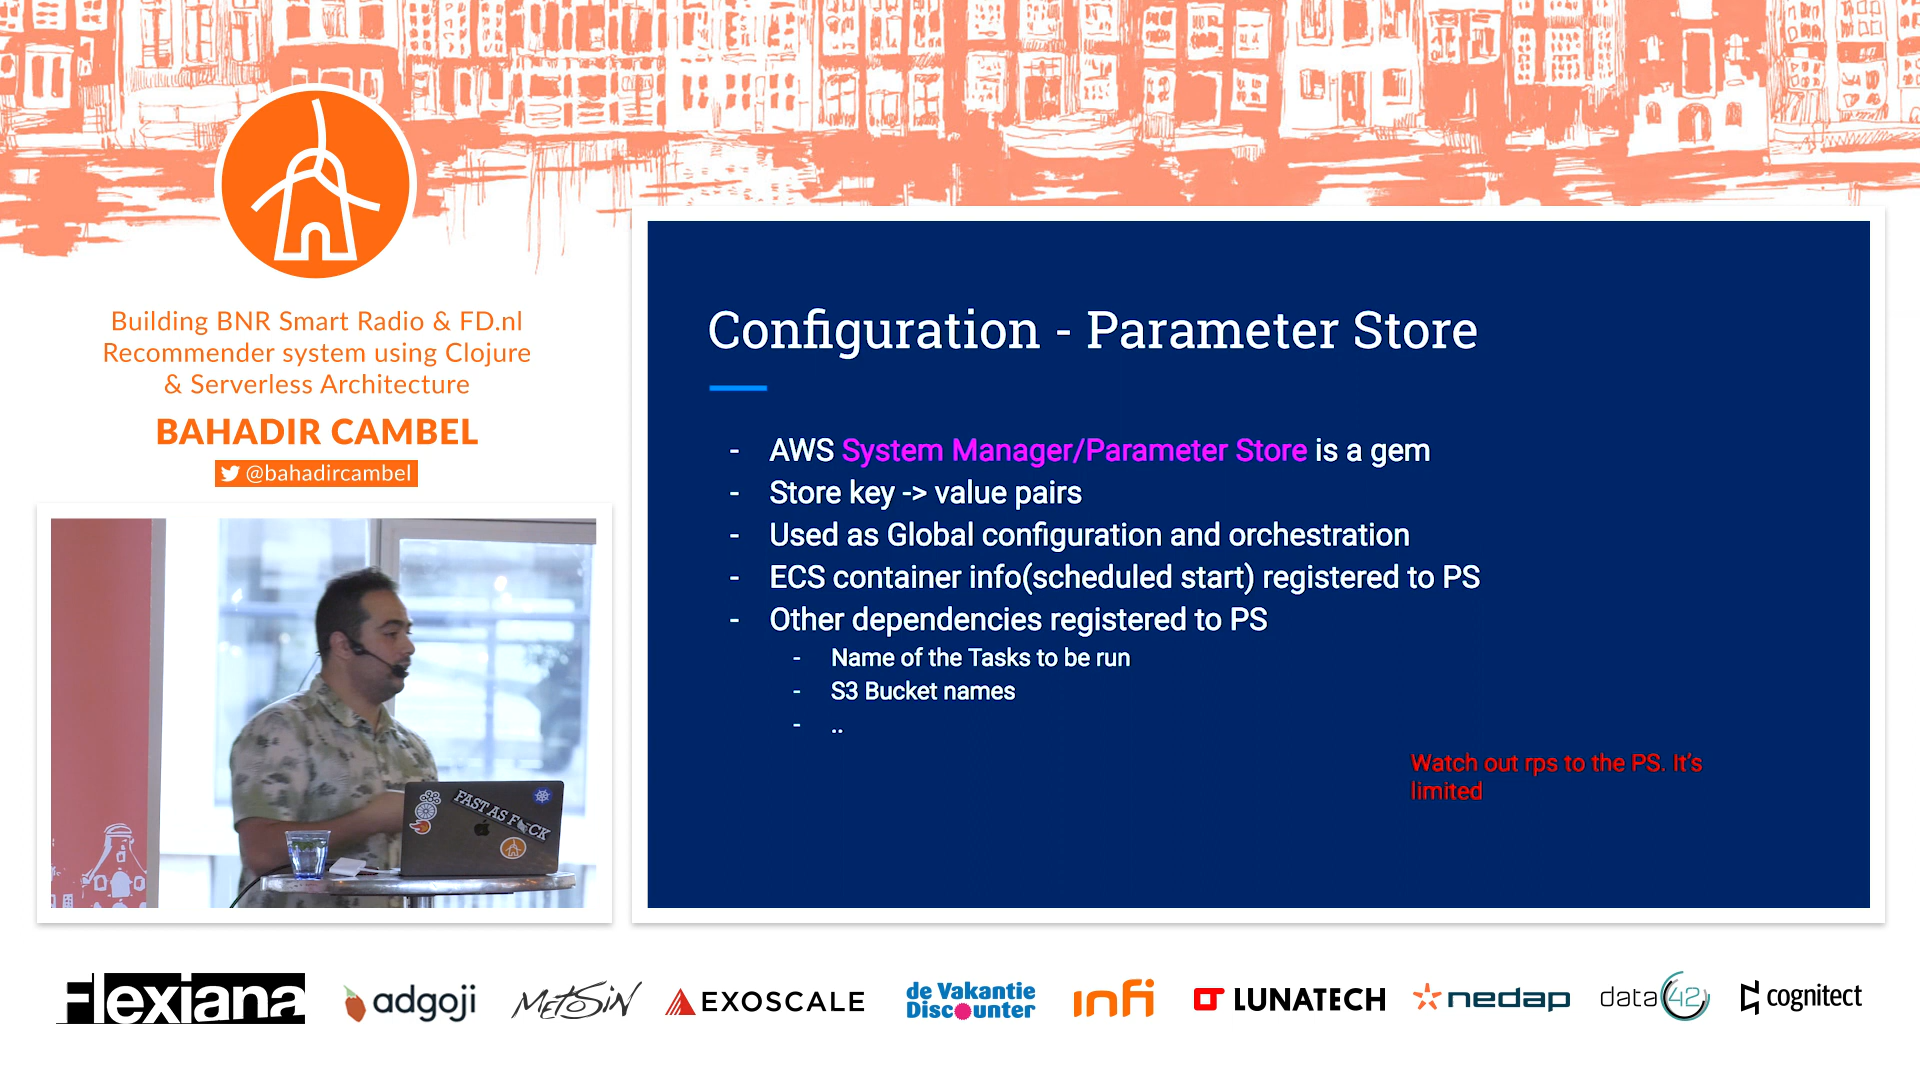 Building BNR Smart Radio & FD.nl
Recommender system using Clojure
& Serverless Architecture
BAHADIR CAMBEL
@bahadircambel
Configuration - Parameter Store
- AWS System Manager/Parameter Store is a gem
- Store key -> value pairs
- Used as Global configuration and orchestration
- ECS container info(scheduled start) registered to PS
- Other dependencies registered to PS
- Name of the Tasks to be run
- S3 Bucket names
- ..
Watch out rps to the PS. It's
limited
FAST AS F CK
Flexiana
adgoji
METOSIN
EXOSCALE
de Vakantie
Discounter
infi
LUNATECH
nedap
data 42
cognitect